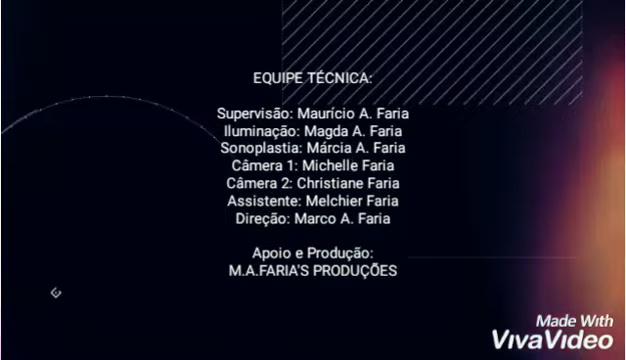 EQUIPE TÉCNICA:
Supervisão: Maurício A. Faria
Iluminação: Magda A. Faria
Sonoplastia: Márcia A. Faria
Câmera 1: Michelle Faria
Câmera 2: Christiane Faria
Assistente: Melchier Faria
Direção: Marco A. Faria
Apoio e Produção:
M.A.FARIA'S PRODUÇÕES
Made With
VivaVideo